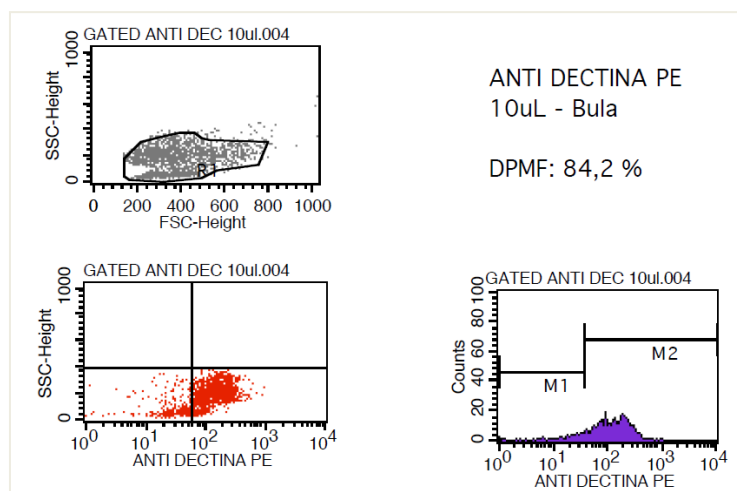 GATED ANTI DEC 10ul.004
1000
SSC-Height
0
R1
0 200 400 600 800 1000
FSC-Height
ANTI DECTINA PE
10uL - Bula
DPMF: 84,2 %
GATED ANTI DEC 10ul.004
1000
SSC-Height
0
10^0 10^1 10^2 10^3 10^4
ANTI DECTINA PE
GATED ANTI DEC 10ul.004
100
80
60
40
20
0
Counts
M1
M2
10^0 10^1 10^2 10^3 10^4
ANTI DECTINA PE